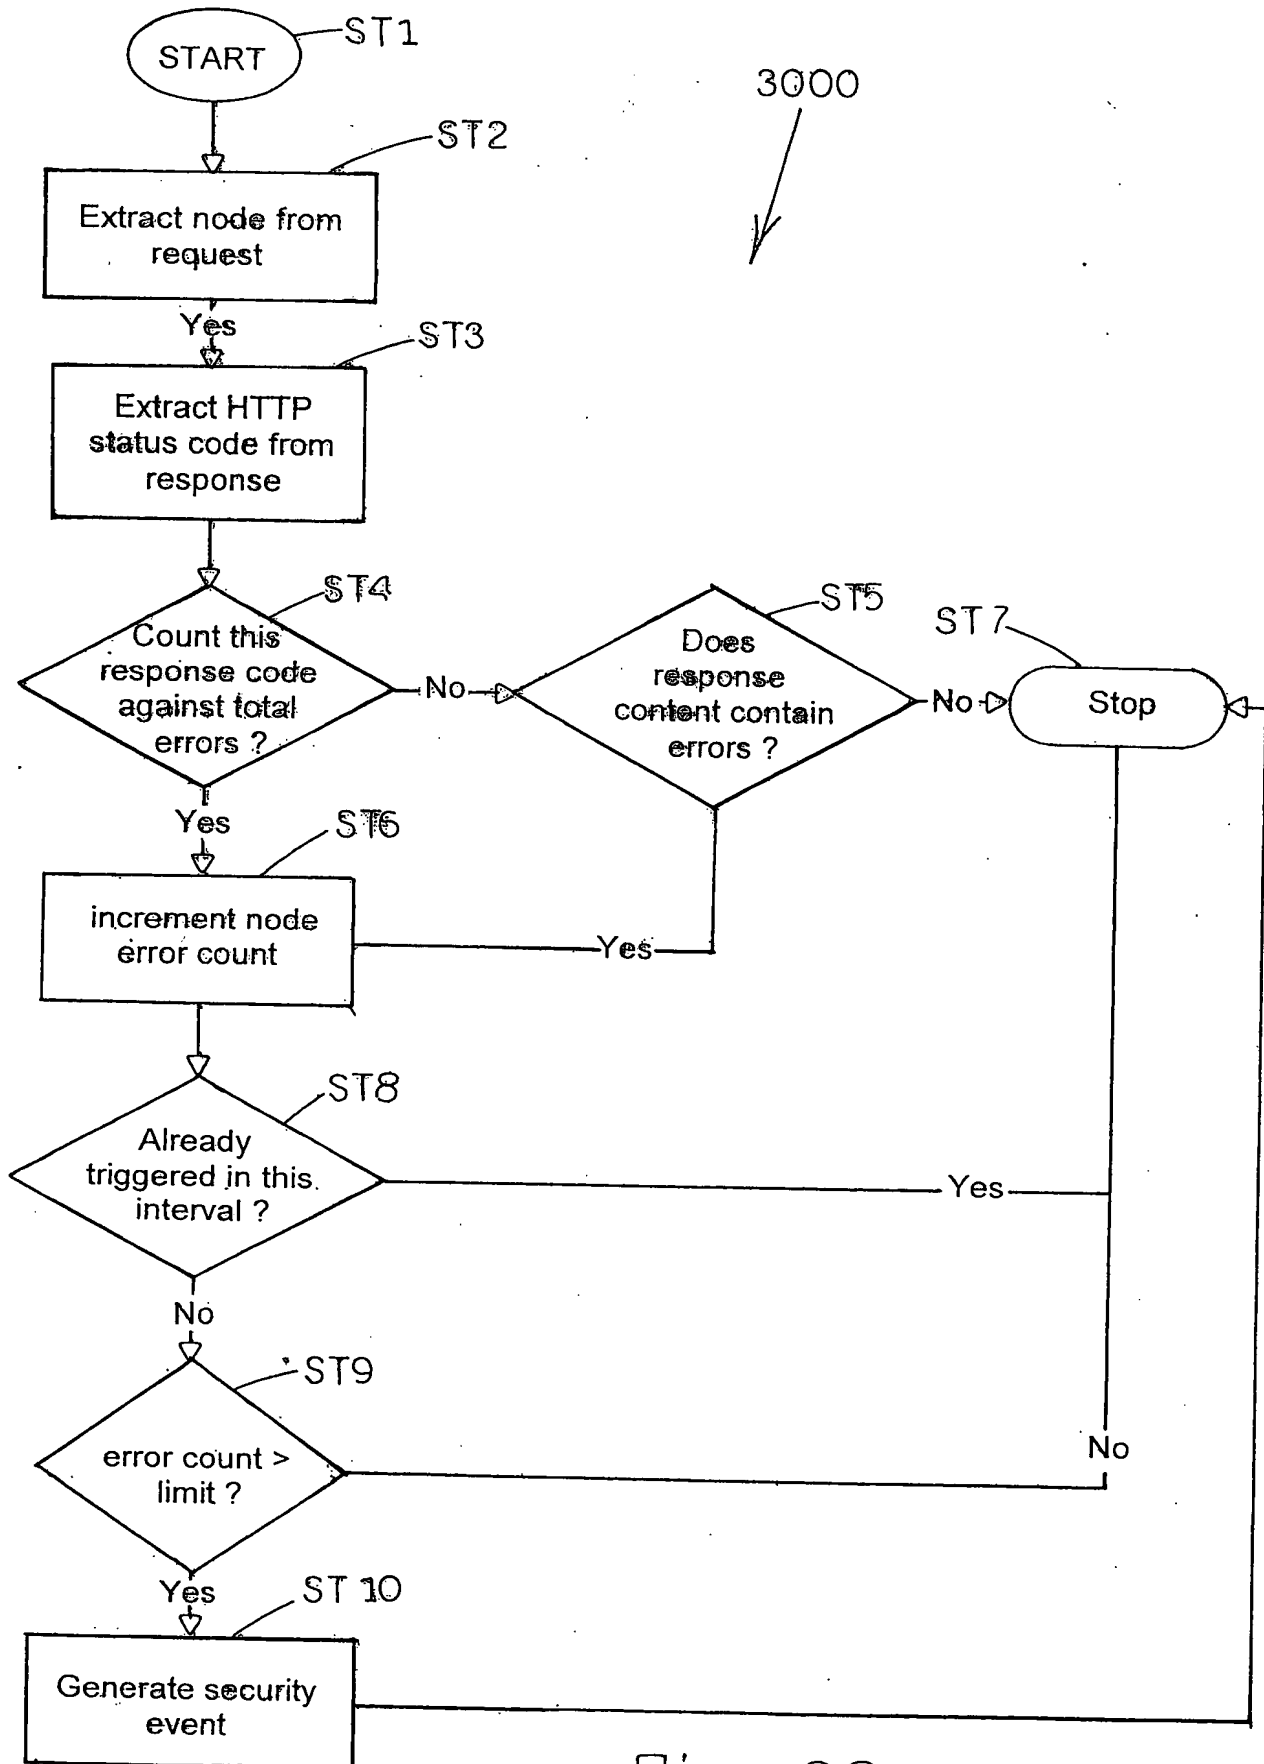 START
ST1
3000
ST2
Extract node from
request
Yes
ST3
Extract HTTP
status code from
response
ST4
Count this
response code
against total
errors ?
No
ST5
Does
response
content contain
errors ?
No
ST7
Stop
Yes
ST6
increment node
error count
Yes
ST8
Already
triggered in this
interval ?
Yes
No
ST9
error count >
limit ?
No
Yes
ST 10
Generate security
event